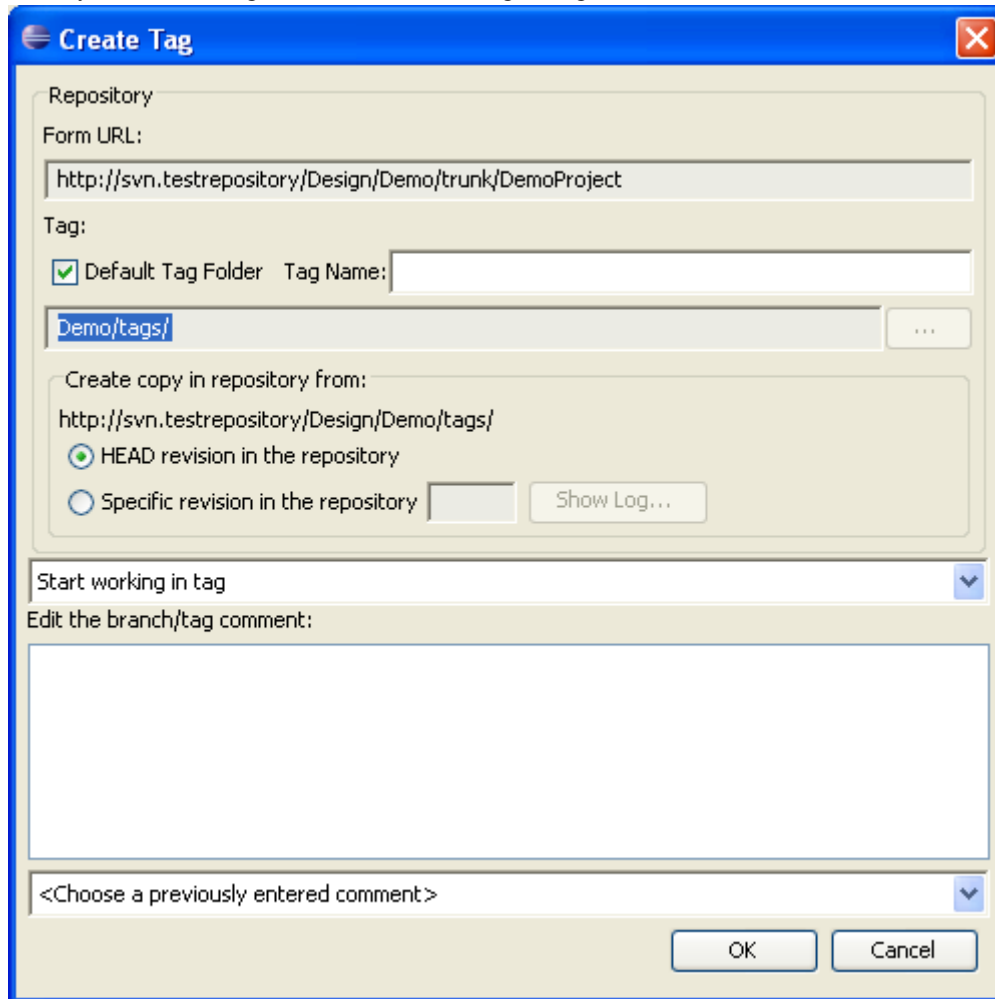 Create Tag
Repository
Form URL:
http://svn.testrepository/Design/Demo/trunk/DemoProject
Tag:
Default Tag Folder Tag Name:
Demo/tags/ ...
Create copy in repository from:
http://svn.testrepository/Design/Demo/tags/
HEAD revision in the repository
Specific revision in the repository Show Log...
Start working in tag
Edit the branch/tag comment:
<Choose a previously entered comment>
OK Cancel